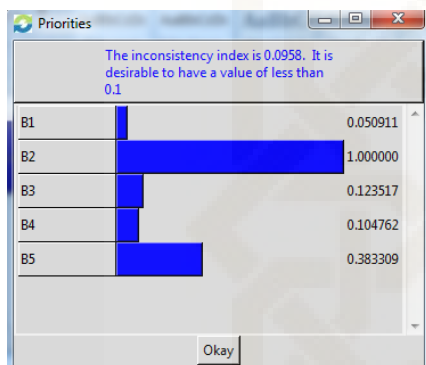 Priorities
The inconsistency index is 0.0958. It is
desirable to have a value of less than
0.1
B1 0.050911
B2 1.000000
B3 0.123517
B4 0.104762
B5 0.383309
Okay